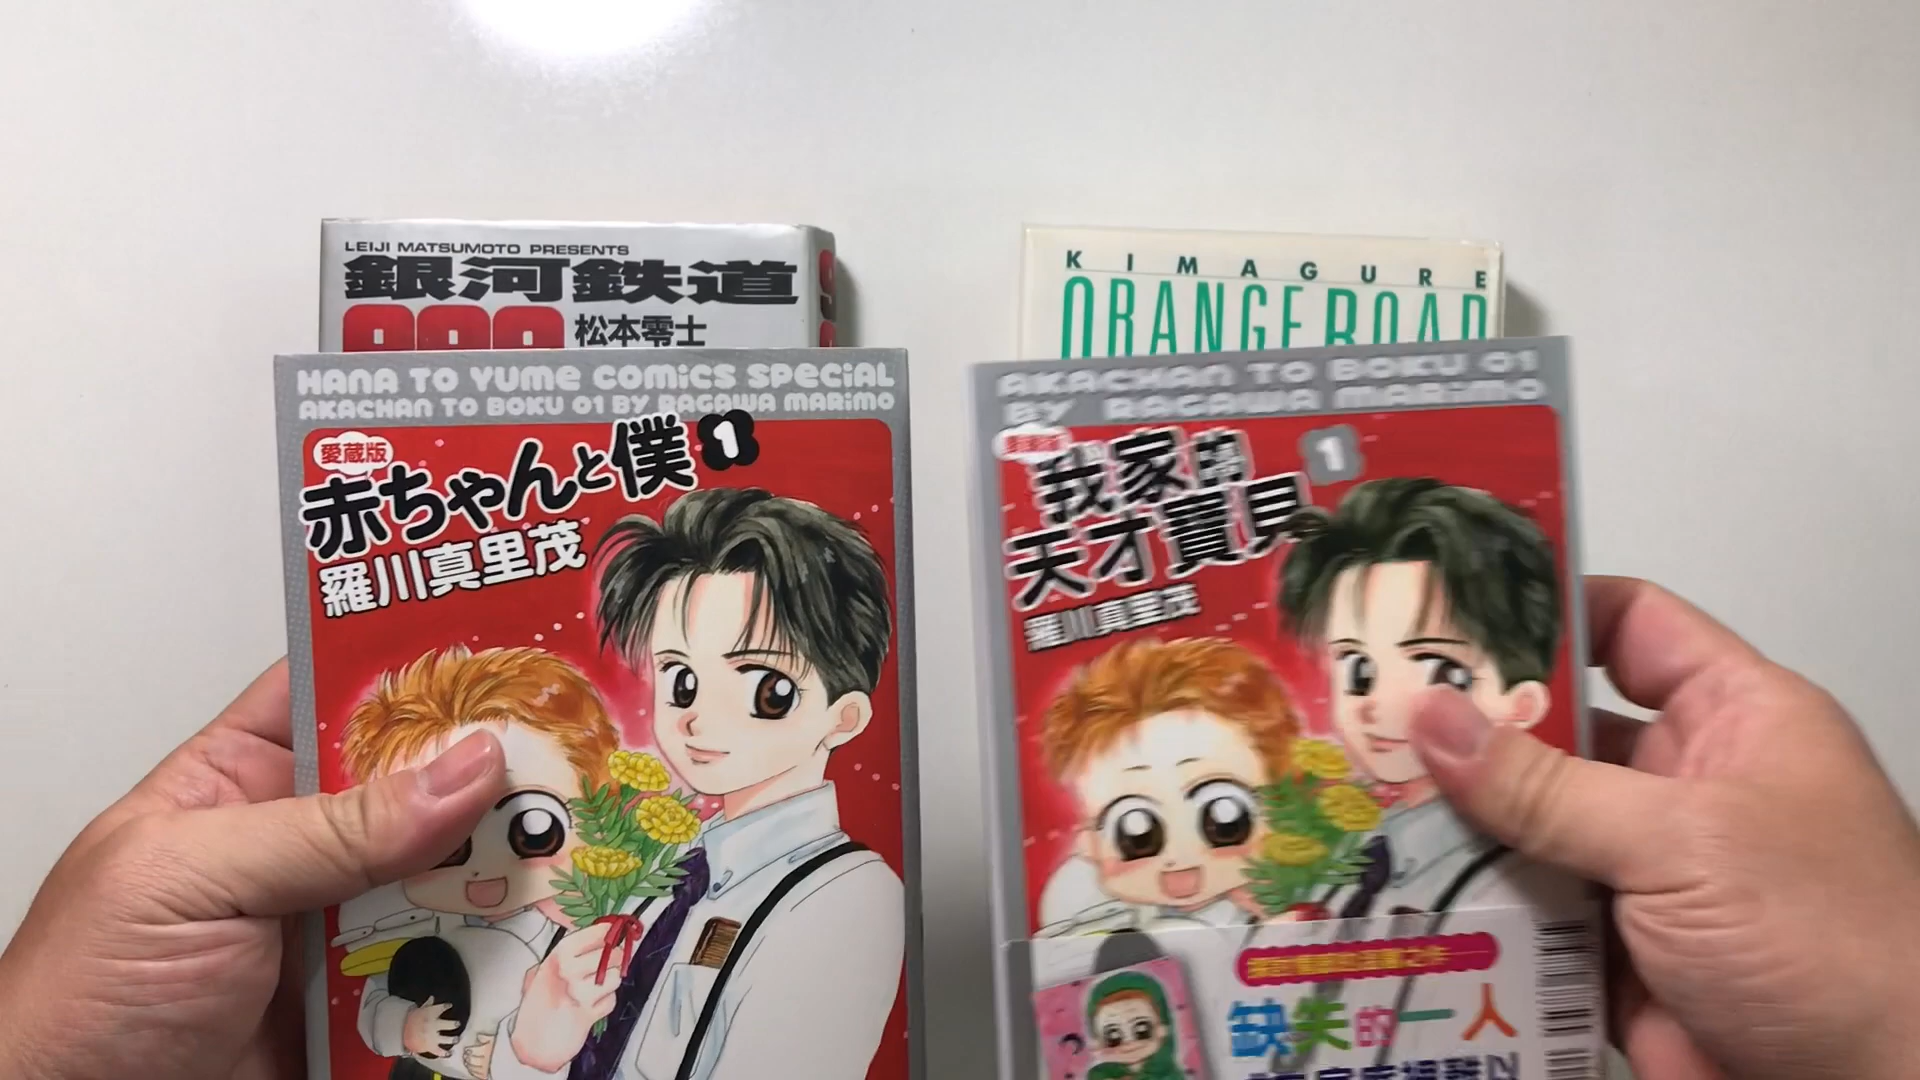 LEIJI MATSUMOTO PRESENTS
銀河鉄道
999 松本零士
KIMAGURE
ORANGE ROAD
HANA TO YUME COMICS SPECIAL
AKACHAN TO BOKU 01 BY RAGAWA MARIMO
愛蔵版
赤ちゃんと僕 1
羅川真里茂
AKACHAN TO BOKU 01
BY RAGAWA MARIMO
我家的 1
天才寶貝
羅川真里茂
缺失的一人